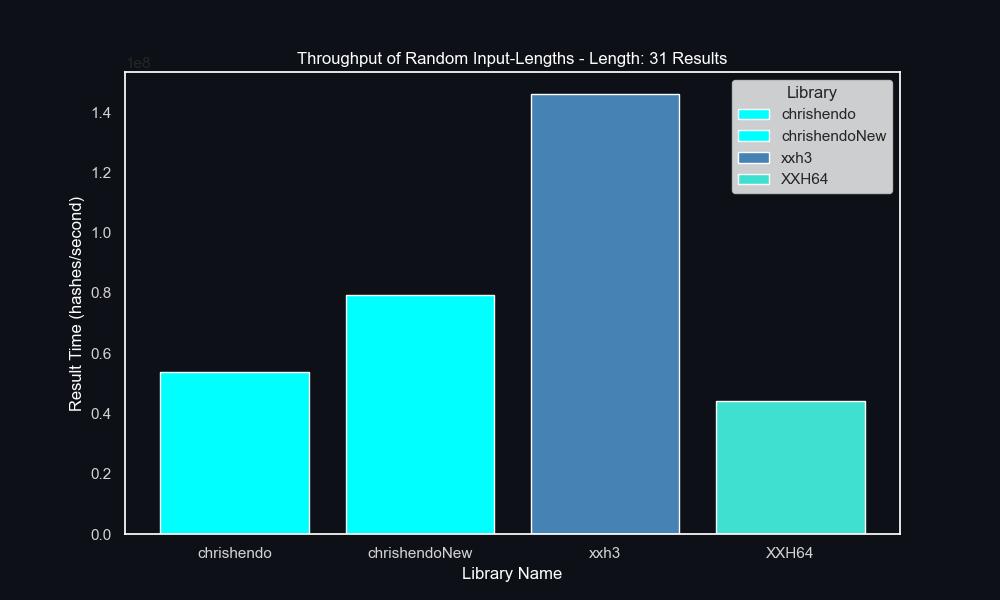 Throughput of Random Input-Lengths - Length: 31 Results
1e8
Library
chrishendo
chrishendoNew
xxh3
XXH64
1.4
1.2
1.0
0.8
0.6
0.4
0.2
0.0
Result Time (hashes/second)
chrishendo
chrishendoNew
xxh3
XXH64
Library Name